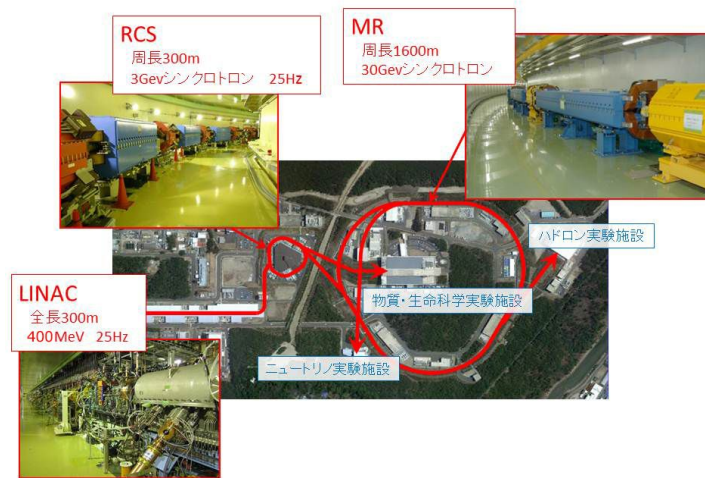 RCS
周長300m
3Gevシンクロトロン 25Hz
MR
周長1600m
30Gevシンクロトロン
ハドロン実験施設
LINAC
全長300m
400MeV 25Hz
物質・生命科学実験施設
ニュートリノ実験施設